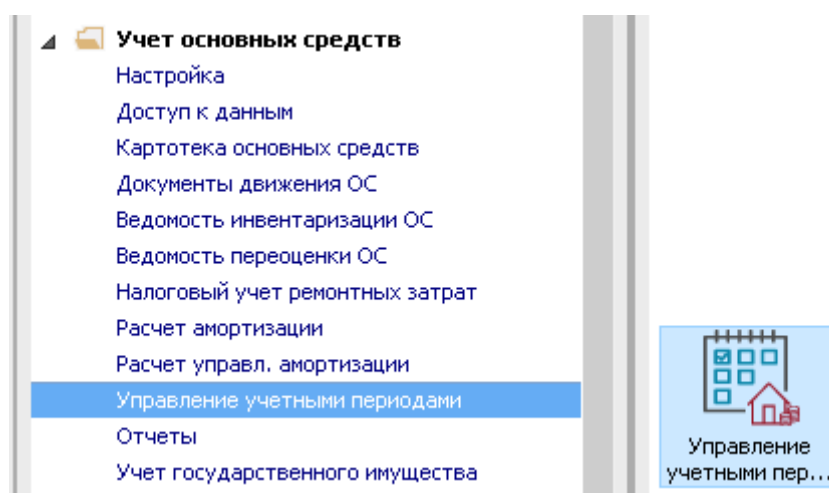 Учет основных средств
Настройка
Доступ к данным
Картотека основных средств
Документы движения ОС
Ведомость инвентаризации ОС
Ведомость переоценки ОС
Налоговый учет ремонтных затрат
Расчет амортизации
Расчет управл. амортизации
Управление учетными периодами
Отчеты
Учет государственного имущества
Управление
учетными пер...